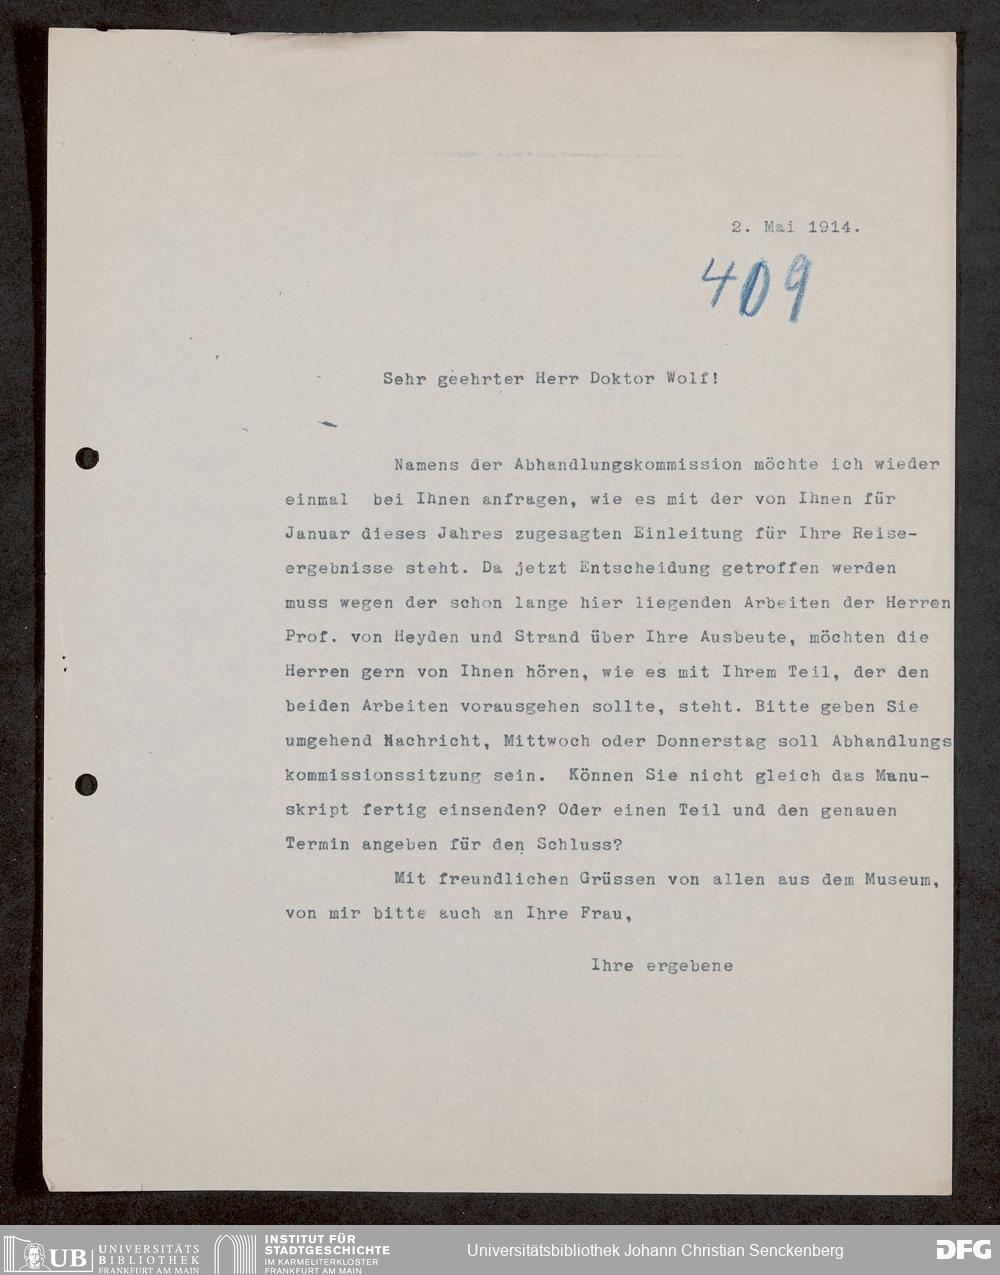 2. Mai 1914.
409
Sehr geehrter Herr Doktor Wolf!
Namens der Abhandlungskommission möchte ich wieder
einmal bei Ihnen anfragen, wie es mit der von Ihnen für
Januar dieses Jahres zugesagten Einleitung für Ihre Reise-
ergebnisse steht. Da jetzt Entscheidung getroffen werden
muss wegen der schon lange hier liegenden Arbeiten der Herren
Prof. von Heyden und Strand über Ihre Ausbeute, möchten die
Herren gern von Ihnen hören, wie es mit Ihrem Teil, der den
beiden Arbeiten vorausgehen sollte, steht. Bitte geben Sie
umgehend Nachricht, Mittwoch oder Donnerstag soll Abhandlungs
kommissionssitzung sein. Können Sie nicht gleich das Manu-
skript fertig einsenden? Oder einen Teil und den genauen
Termin angeben für den Schluss?
Mit freundlichen Grüssen von allen aus dem Museum,
von mir bitte auch an Ihre Frau,
Ihre ergebene
UB UNIVERSITÄTS
BIBLIOTHEK
FRANKFURT AM MAIN
INSTITUT FÜR
STADTGESCHICHTE
IM KARMELITERKLOSTER
FRANKFURT AM MAIN
Universitätsbibliothek Johann Christian Senckenberg
DFG